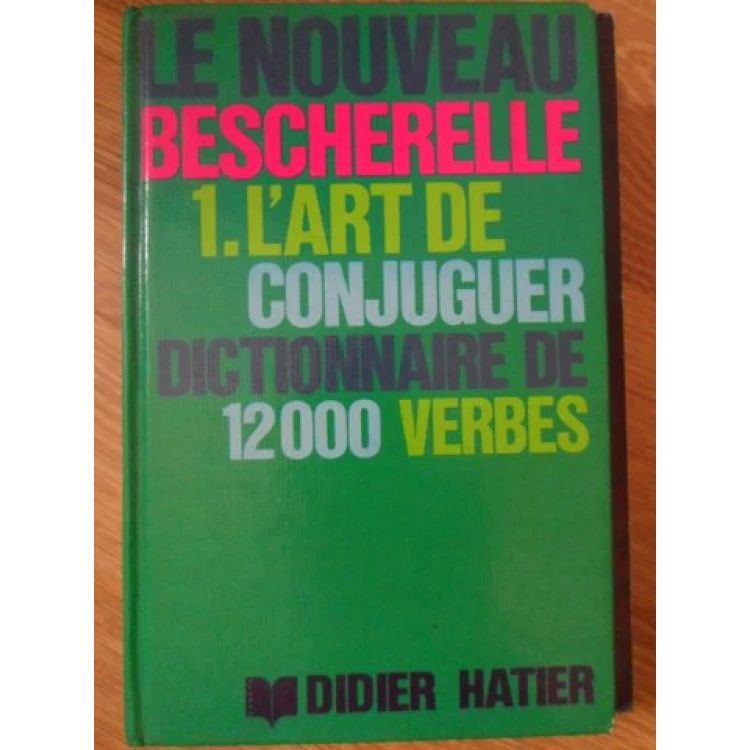 LE NOUVEAU
BESCHERELLE
1. L'ART DE
CONJUGUER
DICTIONNAIRE DE
12000 VERBES
DIDIER HATIER